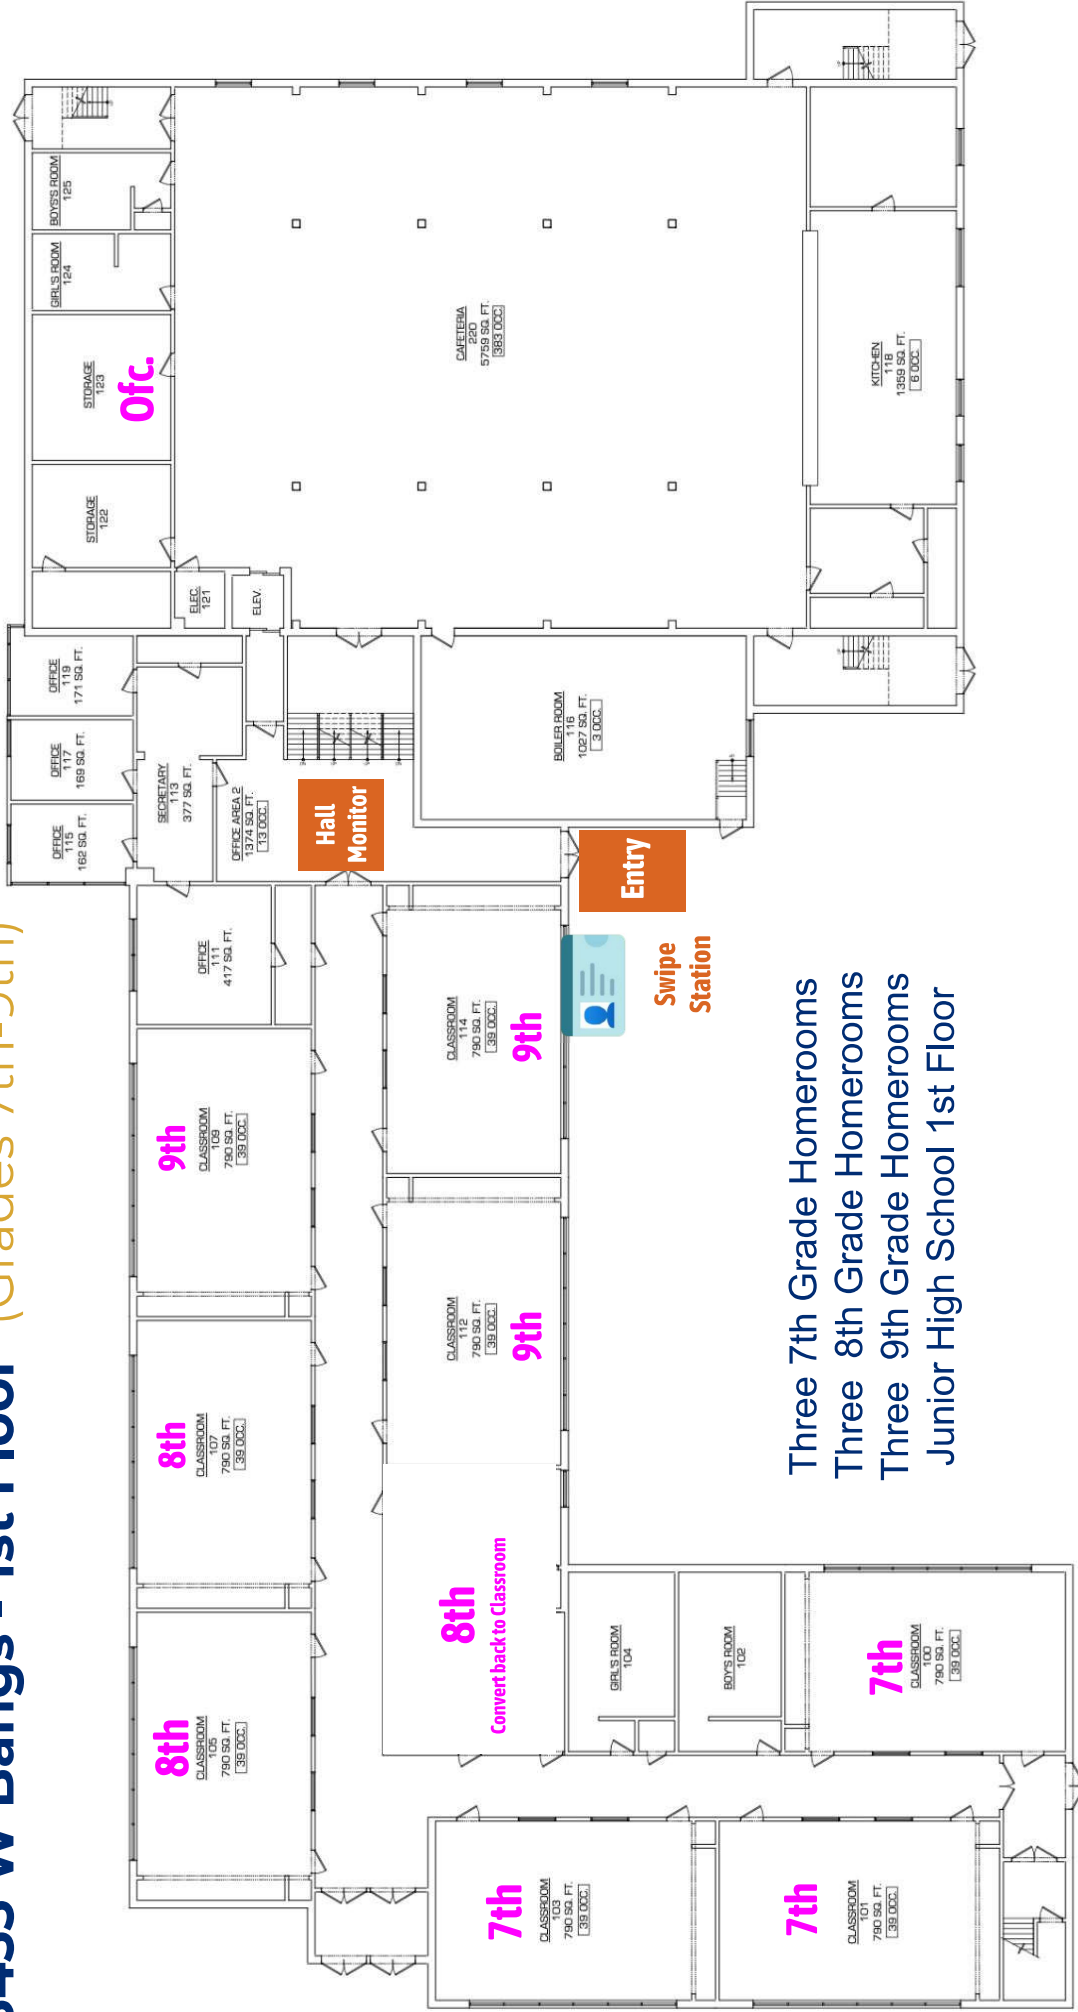 W Bangs - 1st Floor (Grades 7th-9th)
OFFICE
115
162 SQ. FT.
OFFICE
117
169 SQ. FT.
OFFICE
119
171 SQ. FT.
SECRETARY
113
377 SQ. FT.
OFFICE AREA 2
1374 SQ. FT.
13 OCC.
STORAGE
122
STORAGE
123
Ofc.
GIRL'S ROOM
124
BOYS'S ROOM
125
ELEC.
121
ELEV.
CAFETERIA
220
5759 SQ. FT.
383 OCC.
KITCHEN
118
1359 SQ. FT.
6 OCC.
BOILER ROOM
116
1027 SQ. FT.
3 OCC.
Hall
Monitor
Entry
Swipe
Station
8th
CLASSROOM
105
790 SQ. FT.
39 OCC.
8th
CLASSROOM
107
790 SQ. FT.
39 OCC.
9th
CLASSROOM
109
790 SQ. FT.
39 OCC.
OFFICE
111
417 SQ. FT.
8th
Convert back to Classroom
CLASSROOM
112
790 SQ. FT.
39 OCC.
9th
CLASSROOM
114
790 SQ. FT.
39 OCC.
9th
7th
CLASSROOM
103
790 SQ. FT.
39 OCC.
GIRL'S ROOM
104
BOY'S ROOM
102
7th
CLASSROOM
101
790 SQ. FT.
39 OCC.
7th
CLASSROOM
100
790 SQ. FT.
39 OCC.
Three 7th Grade Homerooms
Three 8th Grade Homerooms
Three 9th Grade Homerooms
Junior High School 1st Floor